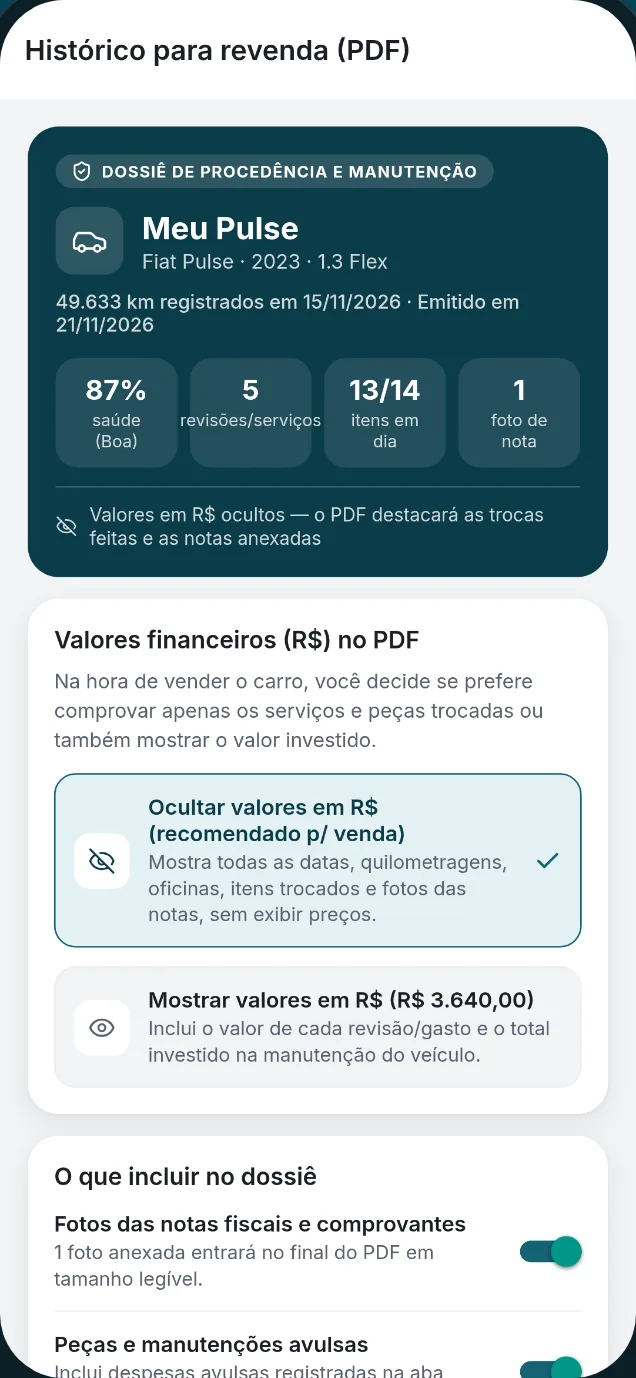 Histórico para revenda (PDF)
DOSSIÊ DE PROCEDÊNCIA E MANUTENÇÃO
Meu Pulse
Fiat Pulse · 2023 · 1.3 Flex
49.633 km registrados em 15/11/2026 · Emitido em
21/11/2026
87%
saúde
(Boa)
5
revisões/serviços
13/14
itens em
dia
1
foto de
nota
Valores em R$ ocultos — o PDF destacará as trocas
feitas e as notas anexadas
Valores financeiros (R$) no PDF
Na hora de vender o carro, você decide se prefere
comprovar apenas os serviços e peças trocadas ou
também mostrar o valor investido.
Ocultar valores em R$
(recomendado p/ venda)
Mostra todas as datas, quilometragens,
oficinas, itens trocados e fotos das
notas, sem exibir preços.
Mostrar valores em R$ (R$ 3.640,00)
Inclui o valor de cada revisão/gasto e o total
investido na manutenção do veículo.
O que incluir no dossiê
Fotos das notas fiscais e comprovantes
1 foto anexada entrará no final do PDF em
tamanho legível.
Peças e manutenções avulsas
Inclui despesas avulsas registradas na aba